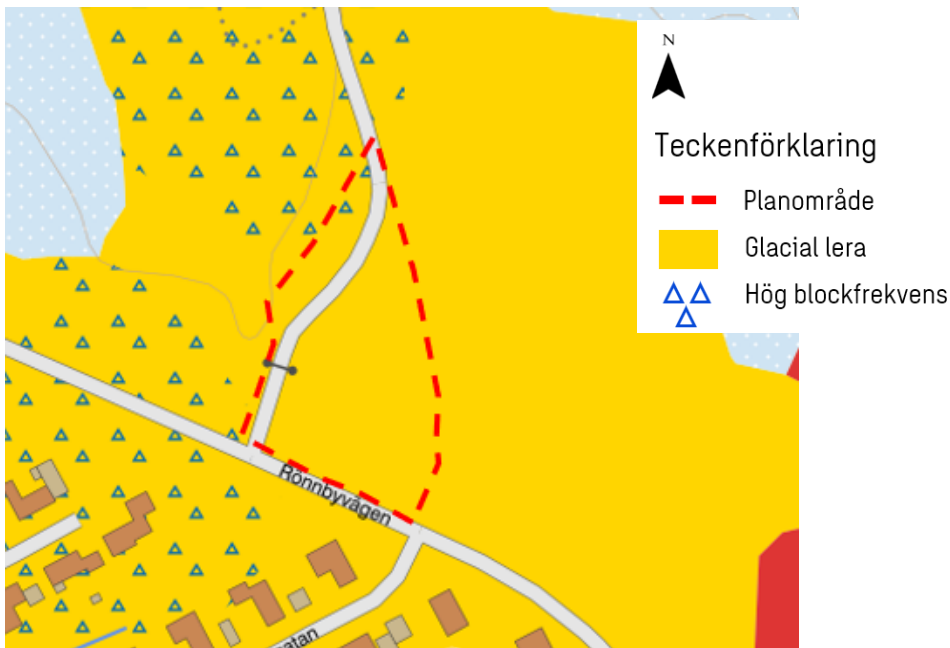 N
Teckenförklaring
Planområde
Glacial lera
Hög blockfrekvens
Rönnbyvägen